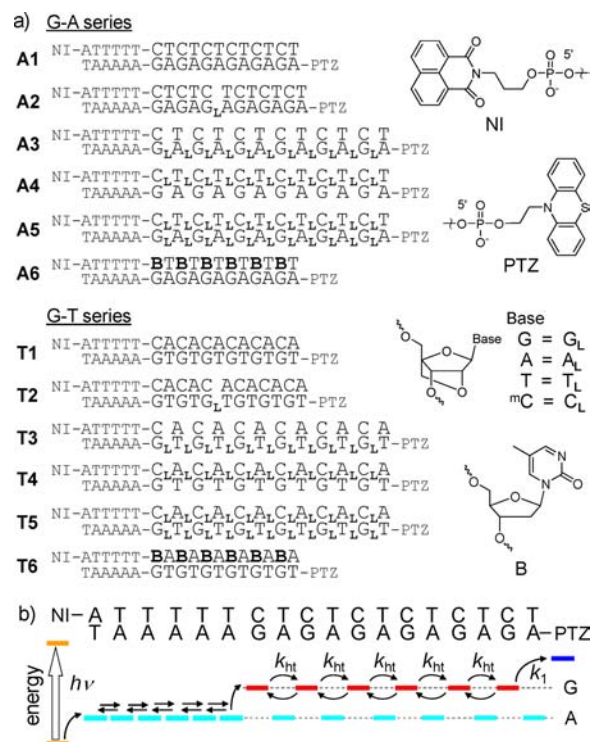 a)
G-A series
A1 NI-ATTTTT-CTCTCTCTCTCT
TAAAAA-GAGAGAGAGAGA-PTZ
A2 NI-ATTTTT-CTCTC TCTCTCT
TAAAAA-GAGAGLAGAGAGA-PTZ
A3 NI-ATTTTT-C T C T C T C T C T C T
TAAAAA-GLALGLALGLALGLALGLALGLA-PTZ
A4 NI-ATTTTT-CLTLCLTLCLTLCLTLCLTLCLT
TAAAAA-G A G A G A G A G A G A-PTZ
A5 NI-ATTTTT-CLTLCLTLCLTLCLTLCLTLCLT
TAAAAA-GLALGLALGLALGLALGLALGLA-PTZ
A6 NI-ATTTTT-BTBTBTBTBTBT
TAAAAA-GAGAGAGAGAGA-PTZ
G-T series
T1 NI-ATTTTT-CACACACACACA
TAAAAA-GTGTGTGTGTGT-PTZ
T2 NI-ATTTTT-CACAC ACACACA
TAAAAA-GTGTGLTGTGTGT-PTZ
T3 NI-ATTTTT-C A C A C A C A C A C A
TAAAAA-GLTLGLTLGLTLGLTLGLTLGLT-PTZ
T4 NI-ATTTTT-CLALCLALCLALCLALCLALCLA
TAAAAA-G T G T G T G T G T G T-PTZ
T5 NI-ATTTTT-CLALCLALCLALCLALCLALCLA
TAAAAA-GLTLGLTLGLTLGLTLGLTLGLT-PTZ
T6 NI-ATTTTT-BABABABABABA
TAAAAA-GTGTGTGTGTGT-PTZ
O
N
O
O
P
O
O-
5'
NI
5'
O
P
O
O-
N
S
PTZ
O
Base
O
O
Base
G = GL
A = AL
T = TL
mC = CL
N
N
O
O
O
O
B
b)
NI-A T T T T T C T C T C T C T C T C T
T A A A A A G A G A G A G A G A G A-PTZ
kht kht kht kht kht k1
energy
hν
G
A